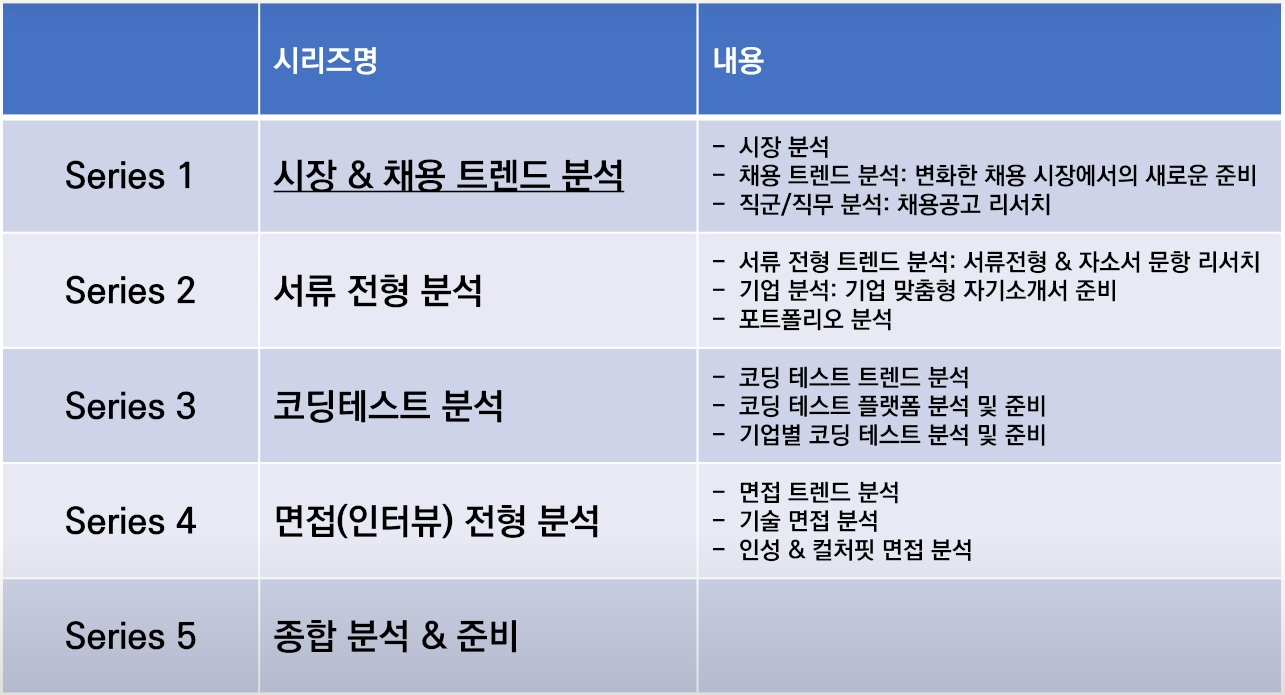 시리즈명
내용
Series 1
시장 & 채용 트렌드 분석
- 시장 분석
- 채용 트렌드 분석: 변화한 채용 시장에서의 새로운 준비
- 직군/직무 분석: 채용공고 리서치
Series 2
서류 전형 분석
- 서류 전형 트렌드 분석: 서류전형 & 자소서 문항 리서치
- 기업 분석: 기업 맞춤형 자기소개서 준비
- 포트폴리오 분석
Series 3
코딩테스트 분석
- 코딩 테스트 트렌드 분석
- 코딩 테스트 플랫폼 분석 및 준비
- 기업별 코딩 테스트 분석 및 준비
Series 4
면접(인터뷰) 전형 분석
- 면접 트렌드 분석
- 기술 면접 분석
- 인성 & 컬처핏 면접 분석
Series 5
종합 분석 & 준비